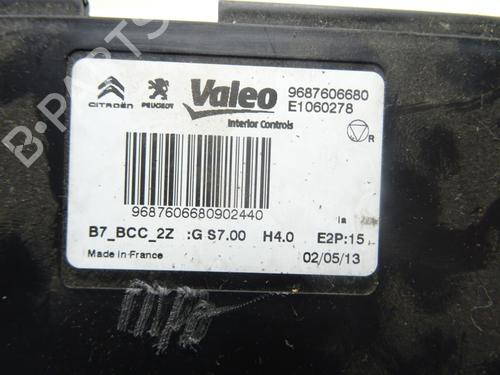 CITROËN PEUGEOT Valeo 9687606680
E1060278
Interior Controls
R
9687606680902440
la
B7_BCC_2Z :G S7.00 H4.0 E2P:15
Made in France 02/05/13
B-PARTS